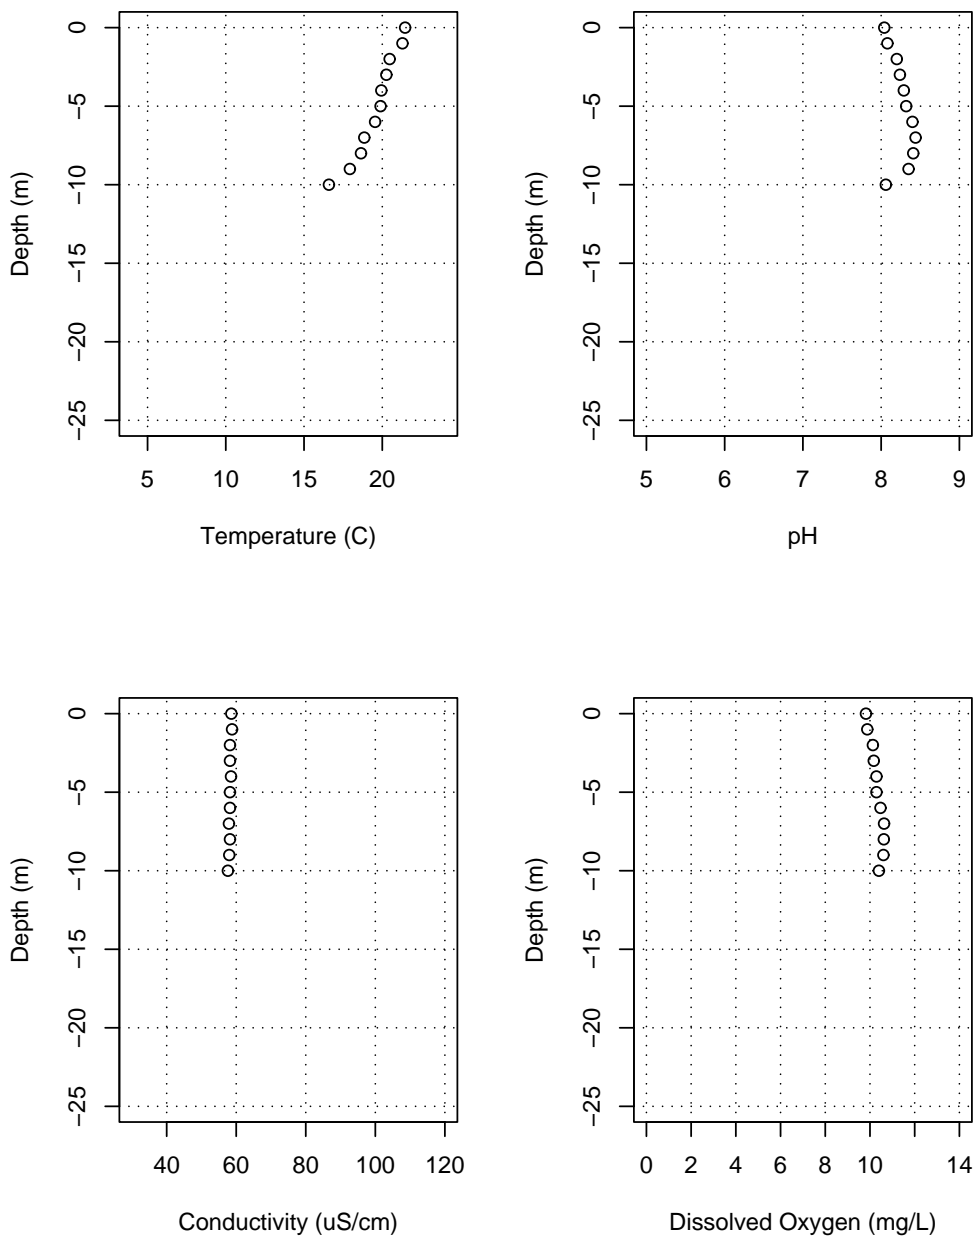 0
−5
−10
−15
−20
−25
Depth (m)
5 10 15 20
Temperature (C)
0
−5
−10
−15
−20
−25
Depth (m)
5 6 7 8 9
pH
0
−5
−10
−15
−20
−25
Depth (m)
40 60 80 100 120
Conductivity (uS/cm)
0
−5
−10
−15
−20
−25
Depth (m)
0 2 4 6 8 10 14
Dissolved Oxygen (mg/L)